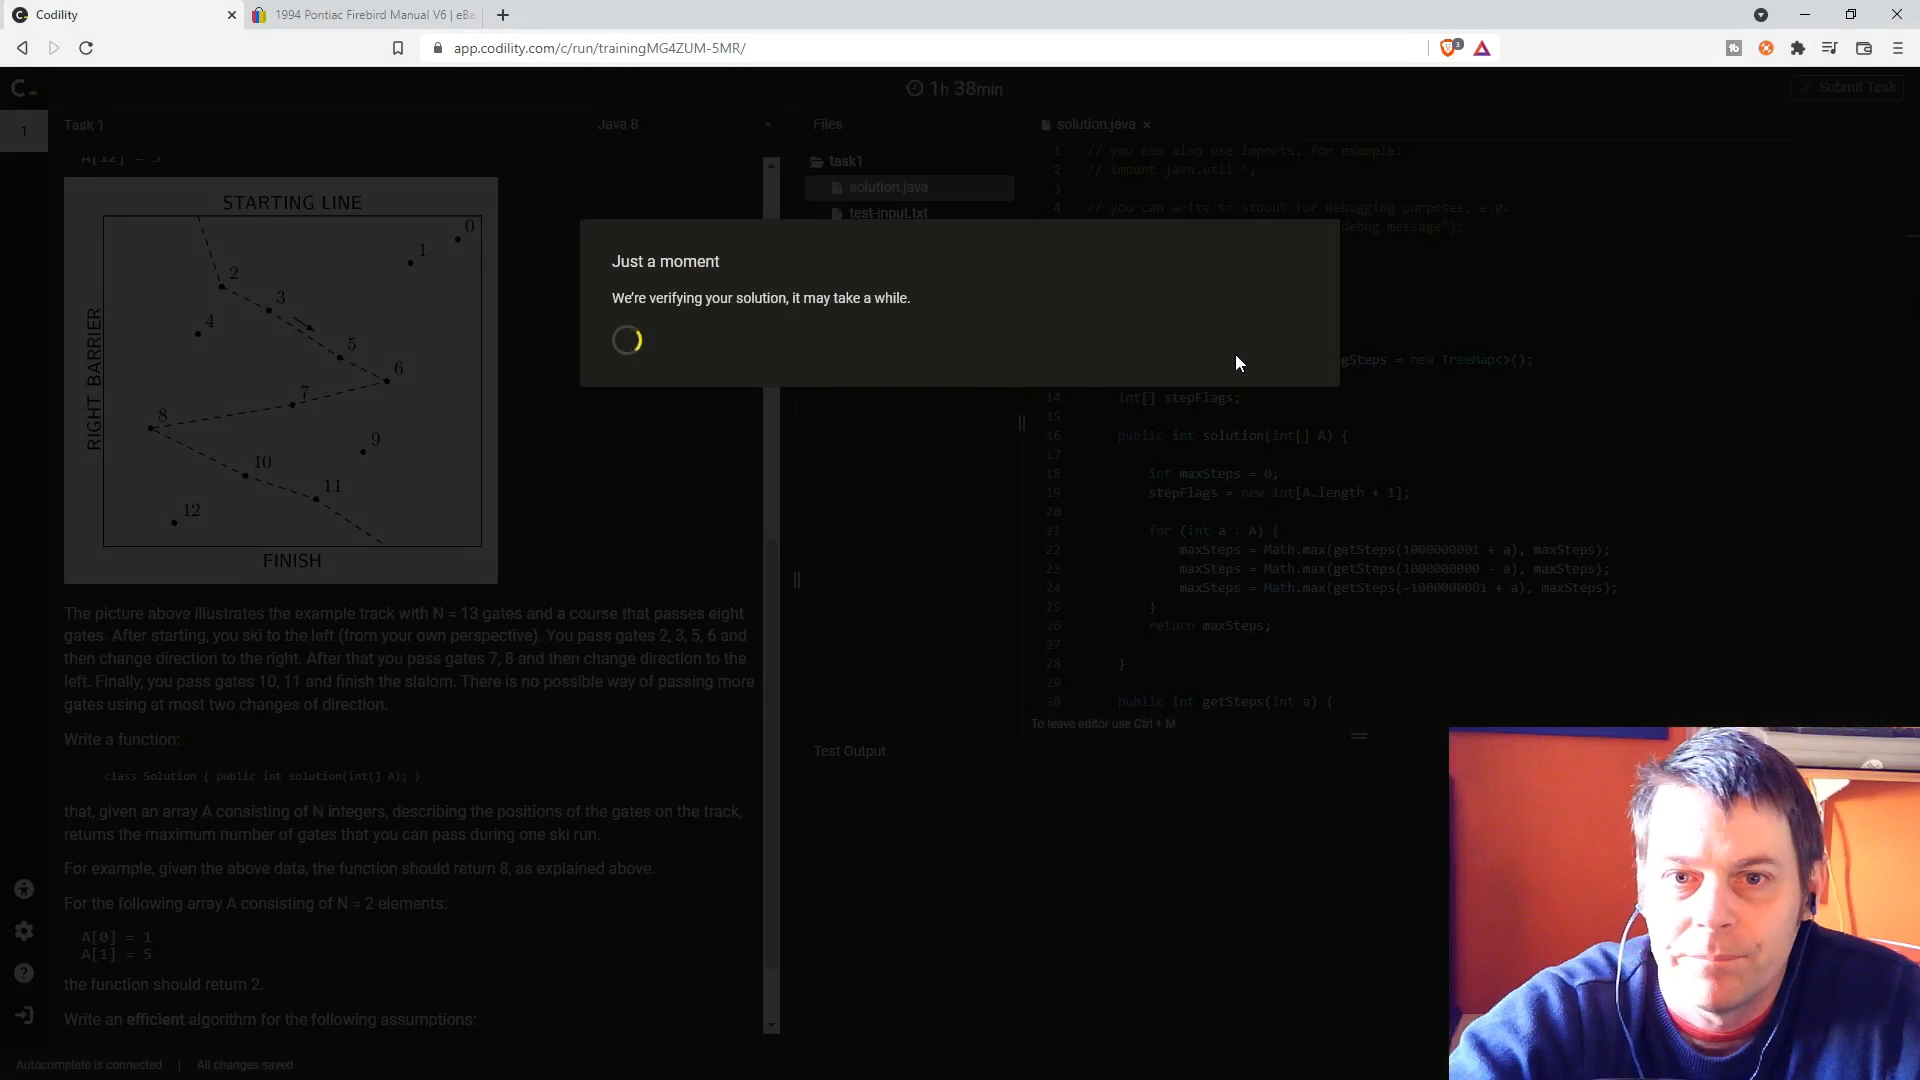 Codility
1994 Pontiac Firebird Manual V6 | eBa
app.codility.com/c/run/trainingMG4ZUM-5MR/
3
1h 38min
Submit Task
1
Task 1
Java 8
Files
solution.java
A[12] = 5
task1
solution.java
test-input.txt
STARTING LINE
RIGHT BARRIER
0
1
2
3
4
5
6
7
8
9
10
11
12
FINISH
The picture above illustrates the example track with N = 13 gates and a course that passes eight
gates. After starting, you ski to the left (from your own perspective). You pass gates 2, 3, 5, 6 and
then change direction to the right. After that you pass gates 7, 8 and then change direction to the
left. Finally, you pass gates 10, 11 and finish the slalom. There is no possible way of passing more
gates using at most two changes of direction.
Write a function:
class Solution { public int solution(int[] A); }
that, given an array A consisting of N integers, describing the positions of the gates on the track,
returns the maximum number of gates that you can pass during one ski run.
For example, given the above data, the function should return 8, as explained above.
For the following array A consisting of N = 2 elements:
A[0] = 1
A[1] = 5
the function should return 2.
Write an efficient algorithm for the following assumptions:
Just a moment
We're verifying your solution, it may take a while.
1 // you can also use imports, for example:
2 // import java.util.*;
3
4 // you can write to stdout for debugging purposes, e.g.
debug message");
gSteps = new TreeMap<>();
14 int[] stepFlags;
15
16 public int solution(int[] A) {
17
18 int maxSteps = 0;
19 stepFlags = new int[A.length + 1];
20
21 for (int a : A) {
22 maxSteps = Math.max(getSteps(1000000001 + a), maxSteps);
23 maxSteps = Math.max(getSteps(1000000000 - a), maxSteps);
24 maxSteps = Math.max(getSteps(-1000000001 + a), maxSteps);
25 }
26 return maxSteps;
27
28 }
29
30 public int getSteps(int a) {
To leave editor use Ctrl + M
Test Output
Autocomplete is connected | All changes saved